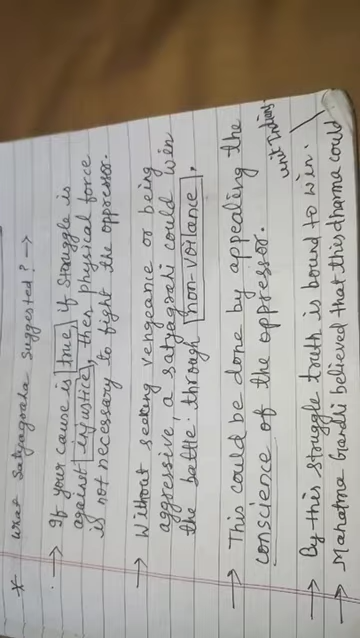 * What Satyagraha suggested? →
→ If your cause is true, if struggle is
against injustice, then physical force
is not necessary to fight the oppressor.
→ Without seeking vengeance or being
aggressive, a satyagrahi could win
the battle through non-voilance.
→ This could be done by appealing the
conscience of the oppressor.
→ By this struggle truth is bound to win.
unit Indians
→ Mahatma Gandhi believed that this dharma could